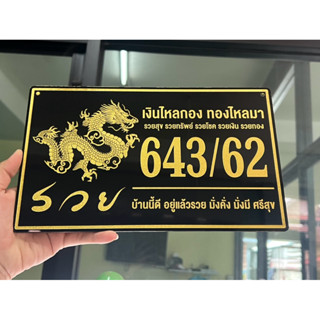 เงินไหลกอง ทองไหลมา
รวยสุข รวยทรัพย์ รวยโชค รวยเงิน รวยทอง
643/62
รวย
บ้านนี้ดี อยู่แล้วรวย มั่งคั่ง มั่งมี ศรีสุข